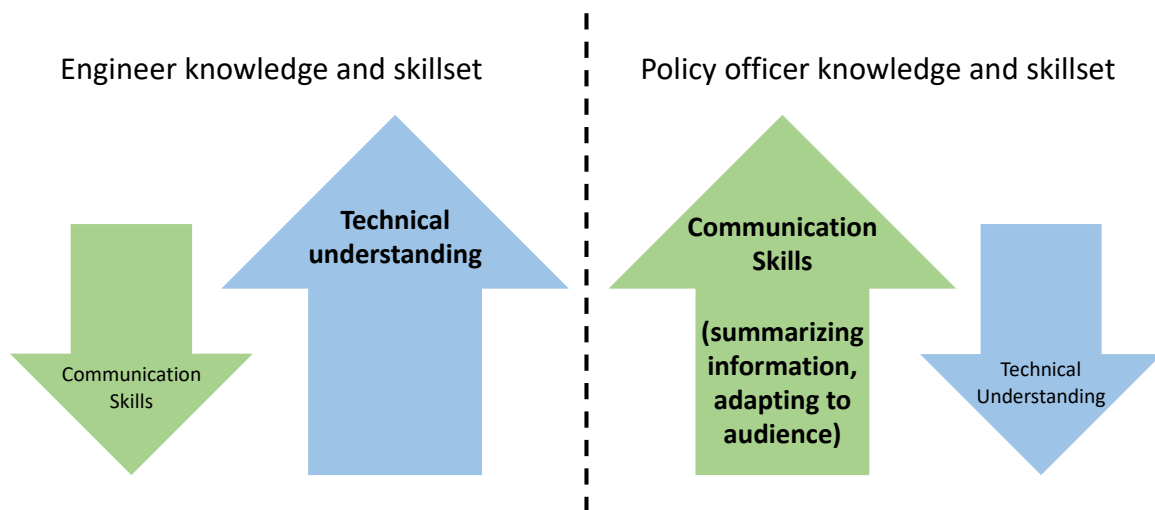 Engineer knowledge and skillset
Technical
understanding
Communication
Skills
Policy officer knowledge and skillset
Communication
Skills
(summarizing
information,
adapting to
audience)
Technical
Understanding